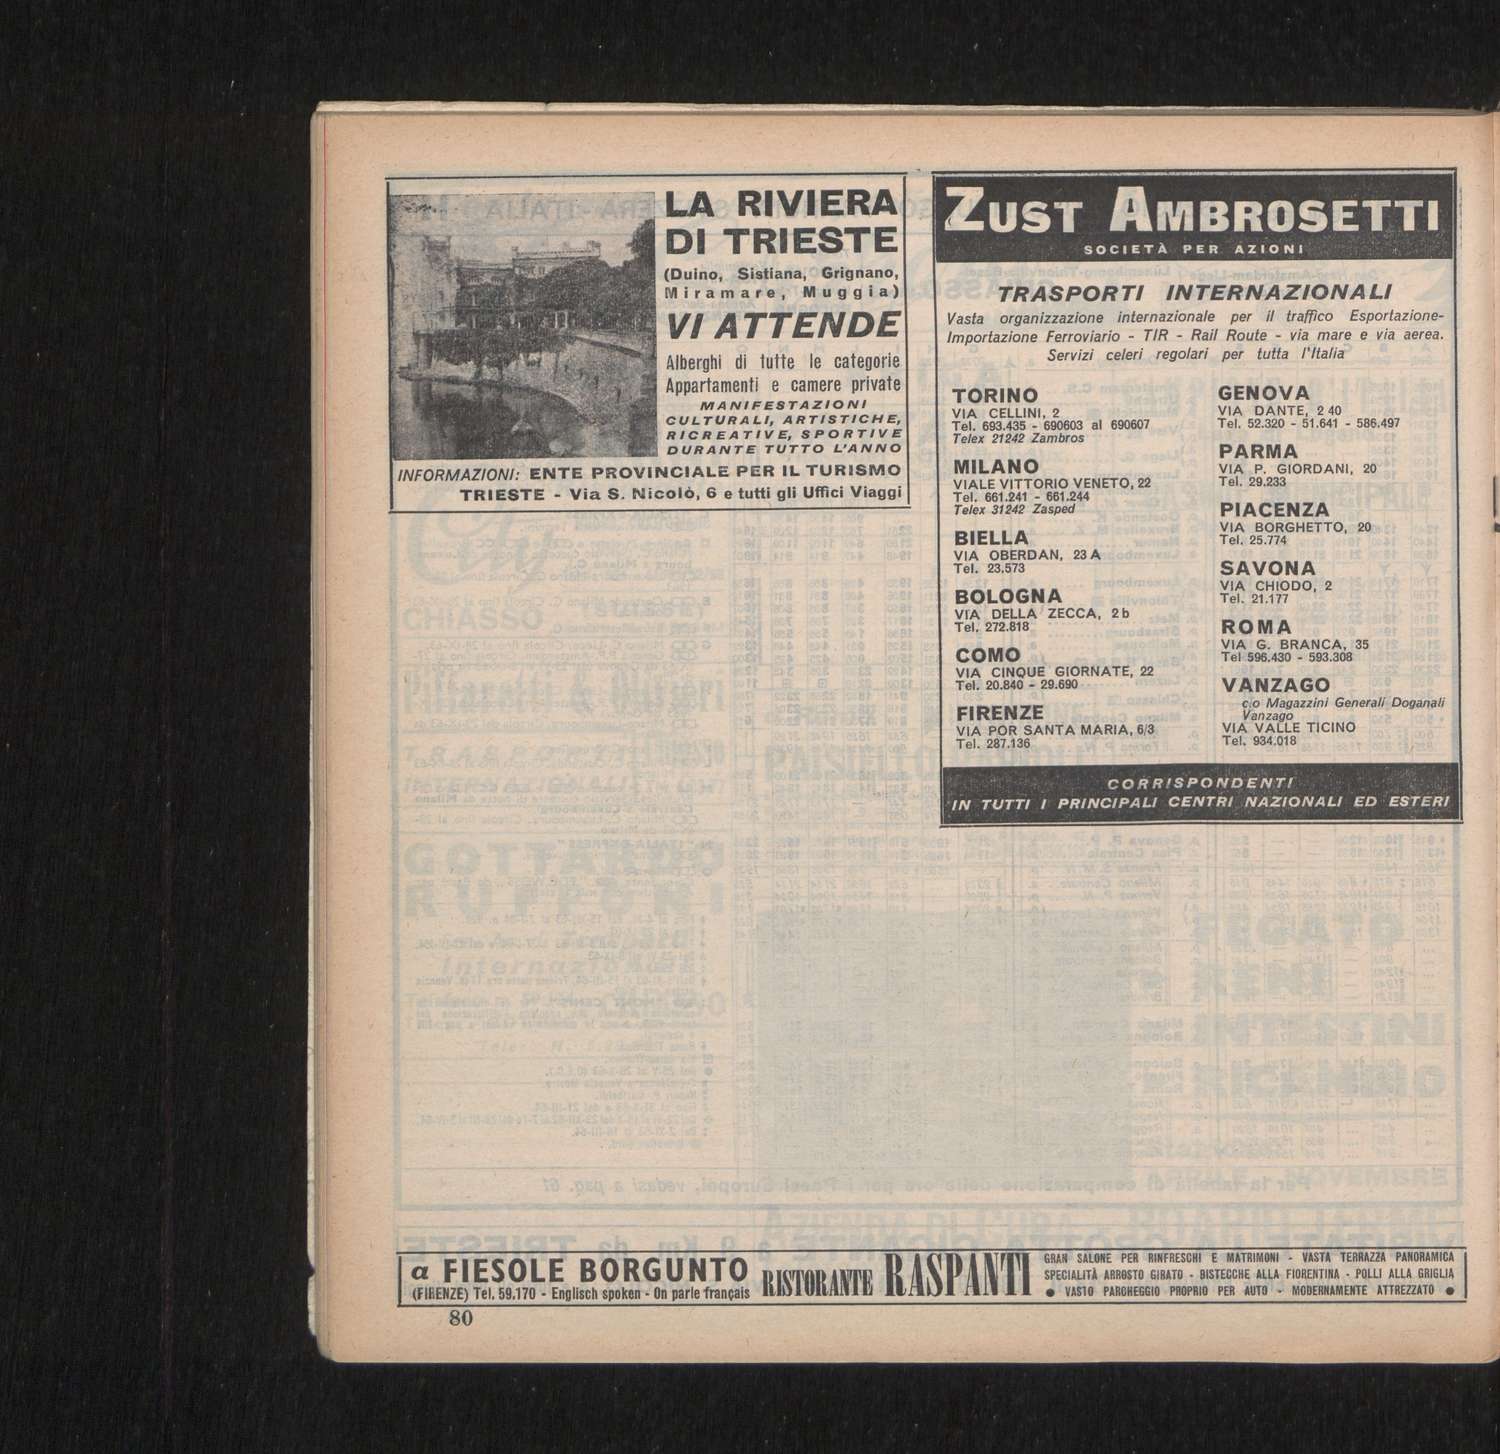 LA RIVIERA
DI TRIESTE
(Duino, Sistiana, Grignano,
Miramare, Muggia)
VI ATTENDE
Alberghi di tutte le categorie
Appartamenti e camere private
MANIFESTAZIONI
CULTURALI, ARTISTICHE,
RICREATIVE, SPORTIVE
DURANTE TUTTO L'ANNO
INFORMAZIONI: ENTE PROVINCIALE PER IL TURISMO
TRIESTE - Via S. Nicolò, 6 e tutti gli Uffici Viaggi
ZUST AMBROSETTI
SOCIETÀ PER AZIONI
TRASPORTI INTERNAZIONALI
Vasta organizzazione internazionale per il traffico Esportazione-
Importazione Ferroviario - TIR - Rail Route - via mare e via aerea.
Servizi celeri regolari per tutta l'Italia
TORINO
VIA CELLINI, 2
Tel. 693.435 - 690603 al 690607
Telex 21242 Zambros
MILANO
VIALE VITTORIO VENETO, 22
Tel. 661.241 - 661.244
Telex 31242 Zasped
BIELLA
VIA OBERDAN, 23 A
Tel. 23.573
BOLOGNA
VIA DELLA ZECCA, 2 b
Tel. 272.818
COMO
VIA CINQUE GIORNATE, 22
Tel. 20.840 - 29.690
FIRENZE
VIA POR SANTA MARIA, 6/3
Tel. 287.136
GENOVA
VIA DANTE, 2 40
Tel. 52.320 - 51.641 - 586.497
PARMA
VIA P. GIORDANI, 20
Tel. 29.233
PIACENZA
VIA BORGHETTO, 20
Tel. 25.774
SAVONA
VIA CHIODO, 2
Tel. 21.177
ROMA
VIA G. BRANCA, 35
Tel 596.430 - 593.308
VANZAGO
c/o Magazzini Generali Doganali
Vanzago
VIA VALLE TICINO
Tel. 934.018
CORRISPONDENTI
IN TUTTI I PRINCIPALI CENTRI NAZIONALI ED ESTERI
a FIESOLE BORGUNTO
(FIRENZE) Tel. 59.170 - Englisch spoken - On parle français
RISTORANTE RASPANTI
GRAN SALONE PER RINFRESCHI E MATRIMONI - VASTA TERRAZZA PANORAMICA
SPECIALITÀ ARROSTO GIRATO - BISTECCHE ALLA FIORENTINA - POLLI ALLA GRIGLIA
● VASTO PARCHEGGIO PROPRIO PER AUTO - MODERNAMENTE ATTREZZATO ●
80